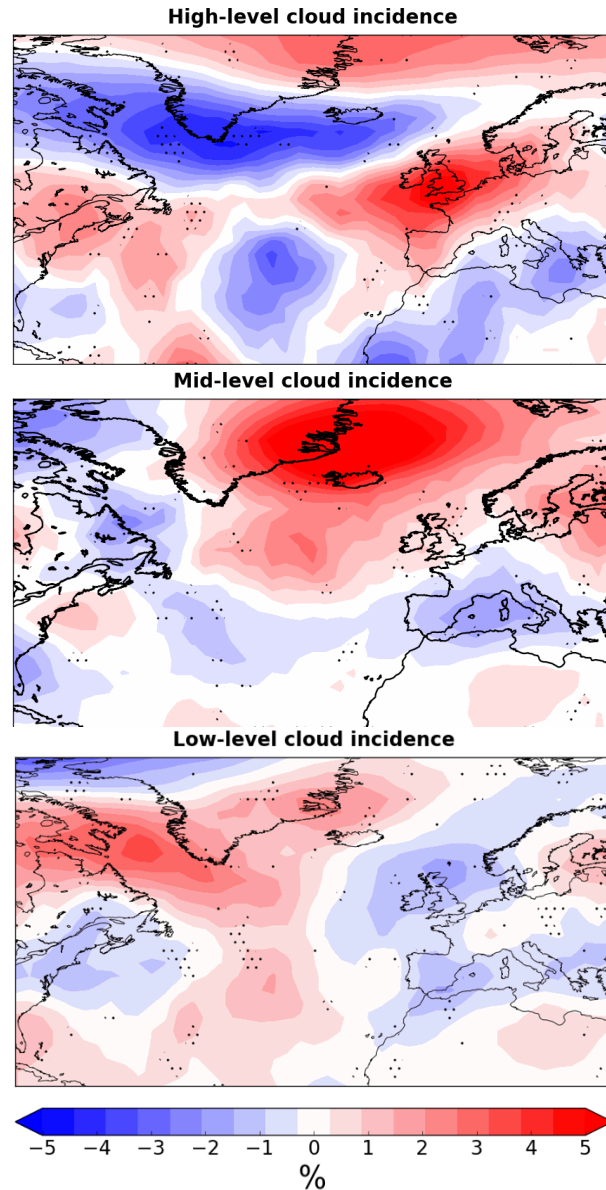 High-level cloud incidence
Mid-level cloud incidence
Low-level cloud incidence
−5 −4 −3 −2 −1 0 1 2 3 4 5
%